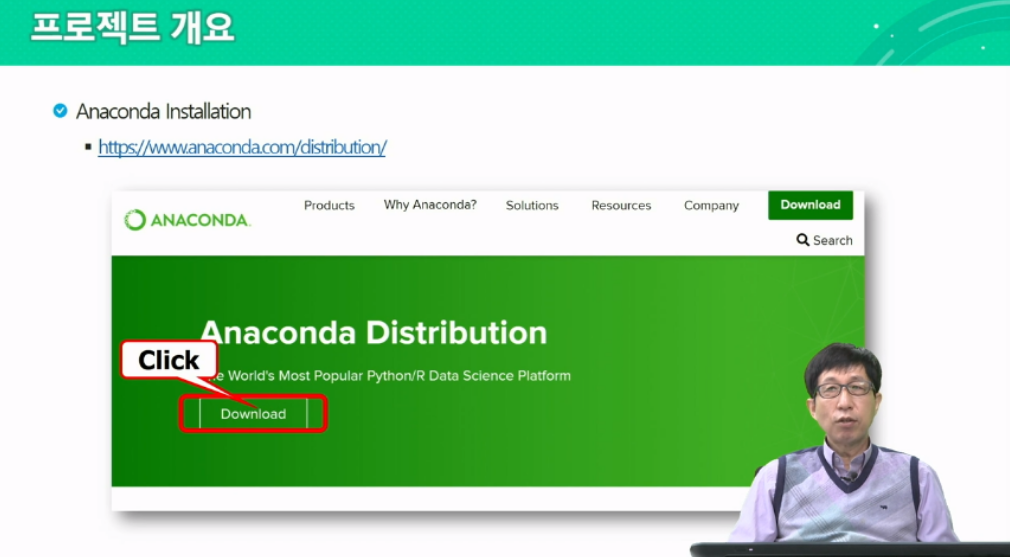 프로젝트 개요
Anaconda Installation
https://www.anaconda.com/distribution/
ANACONDA.
Products Why Anaconda? Solutions Resources Company Download
Search
Anaconda Distribution
Click
e World's Most Popular Python/R Data Science Platform
Download